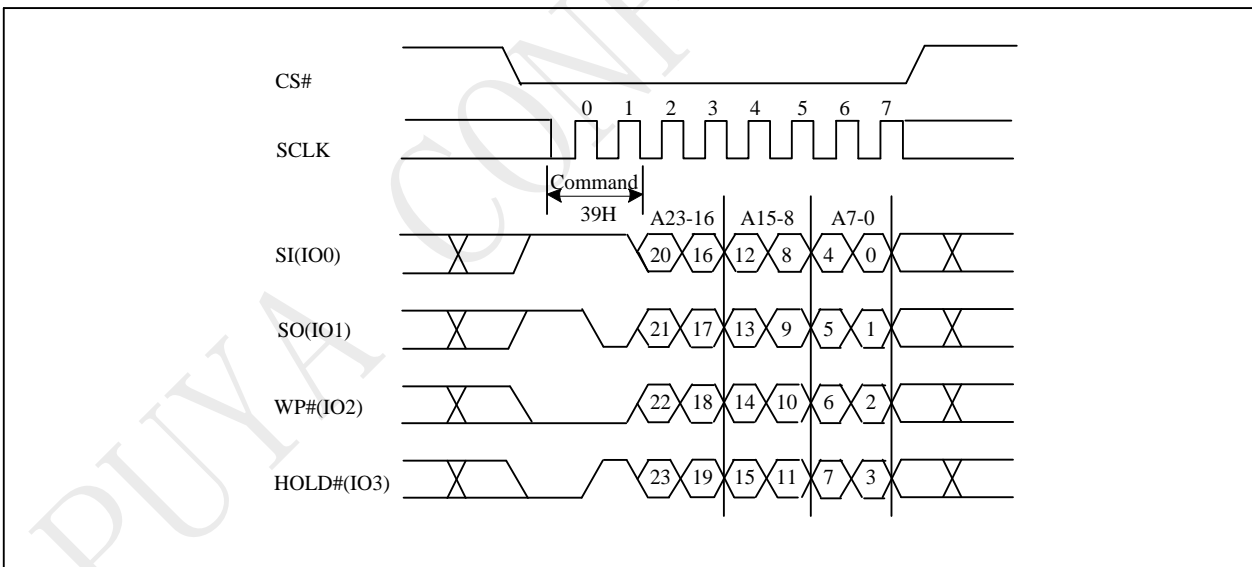 PUYA CONF
CS#
0 1 2 3 4 5 6 7
SCLK
Command
39H A23-16 A15-8 A7-0
SI(IO0) 20 16 12 8 4 0
SO(IO1) 21 17 13 9 5 1
WP#(IO2) 22 18 14 10 6 2
HOLD#(IO3) 23 19 15 11 7 3